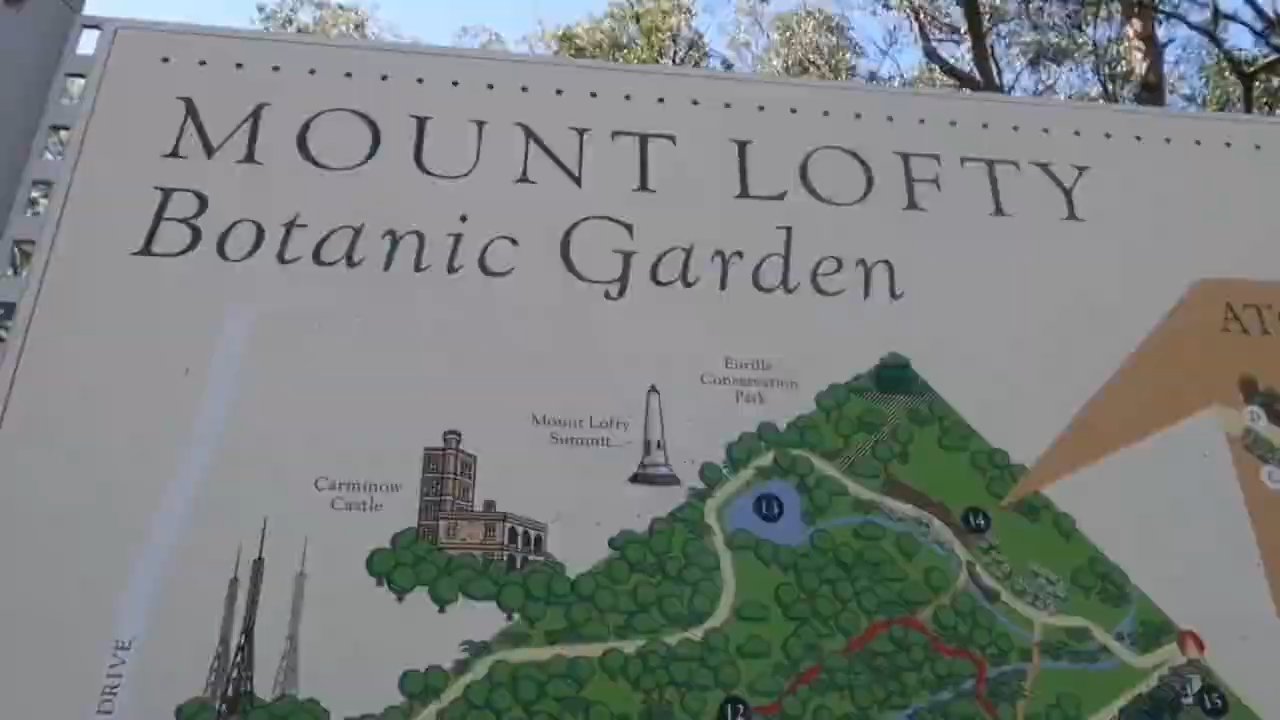 MOUNT LOFTY
Botanic Garden
Eurilla
Conservation
Park
Mount Lofty
Summit
Carminow
Castle
13
14
12
15
DRIVE
D